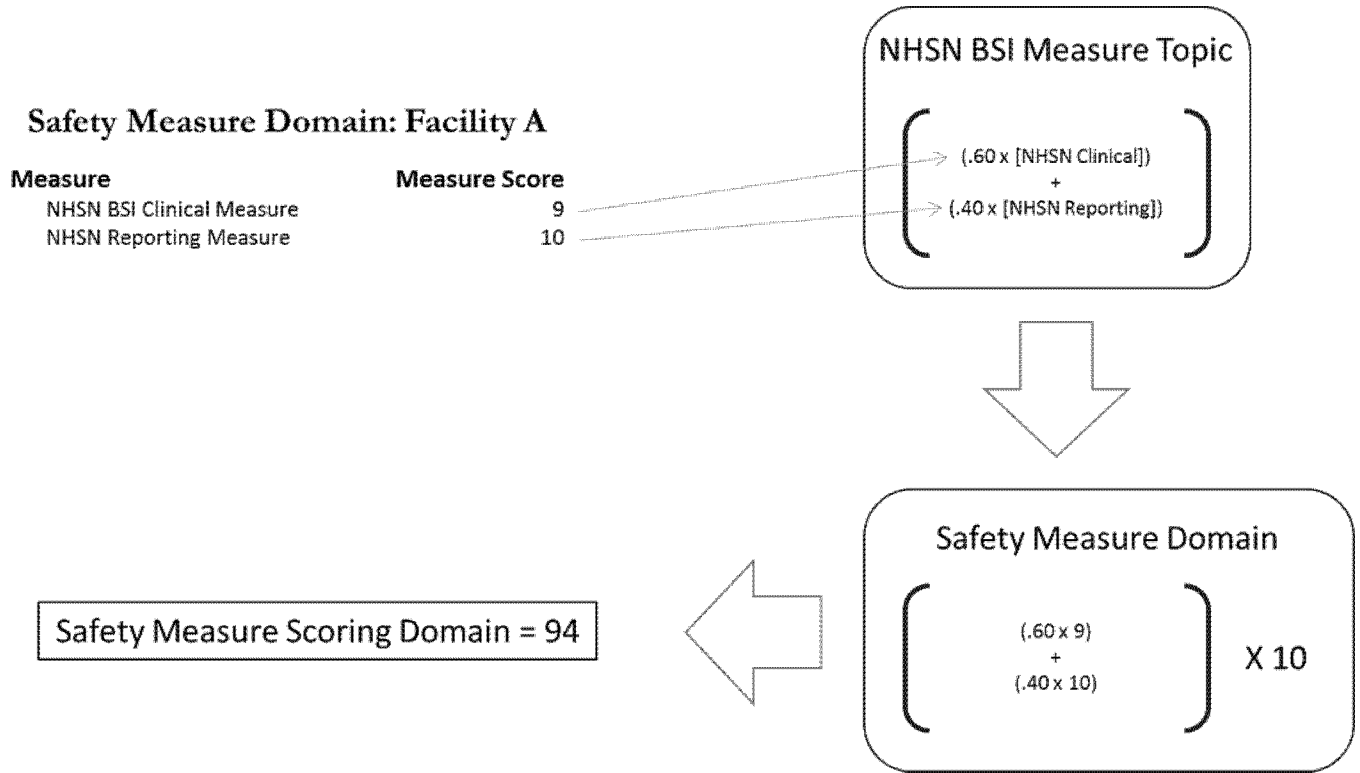 NHSN BSI Measure Topic
Safety Measure Domain: Facility A
Measure Measure Score
NHSN BSI Clinical Measure 9
NHSN Reporting Measure 10
(.60 x [NHSN Clinical])
+
(.40 x [NHSN Reporting])
Safety Measure Domain
(.60 x 9)
+
(.40 x 10)
X 10
Safety Measure Scoring Domain = 94